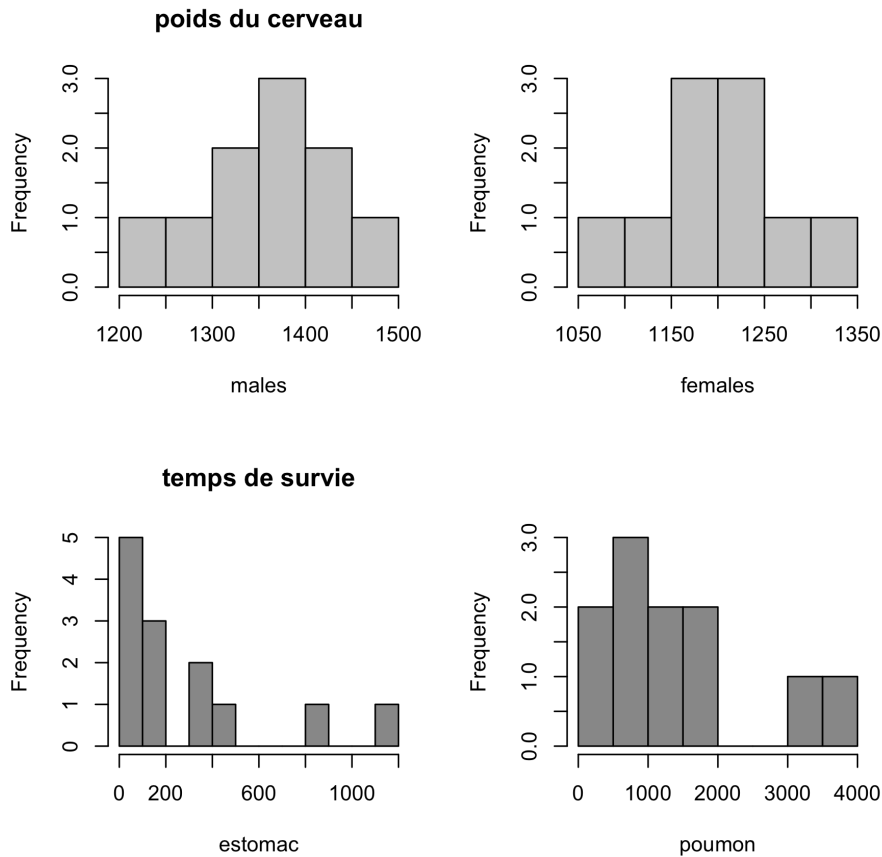 poids du cerveau
Frequency
0.0 1.0 2.0 3.0
1200 1300 1400 1500
males
Frequency
0.0 1.0 2.0 3.0
1050 1150 1250 1350
females
temps de survie
Frequency
0 1 2 3 4 5
0 200 600 1000
estomac
Frequency
0.0 1.0 2.0 3.0
0 1000 2000 3000 4000
poumon